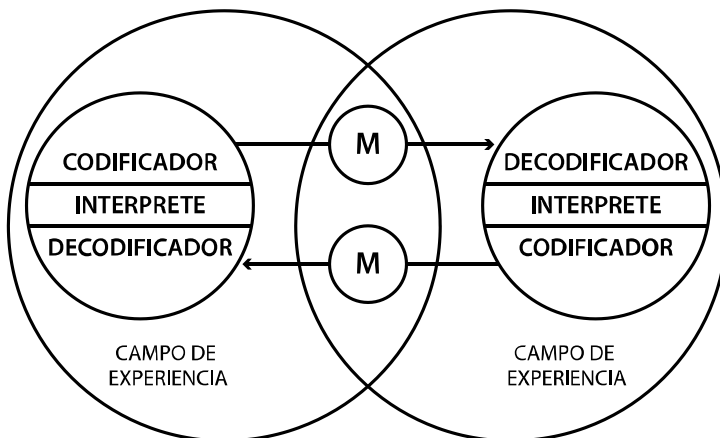 CODIFICADOR
INTERPRETE
DECODIFICADOR
M
M
DECODIFICADOR
INTERPRETE
CODIFICADOR
CAMPO DE
EXPERIENCIA
CAMPO DE
EXPERIENCIA